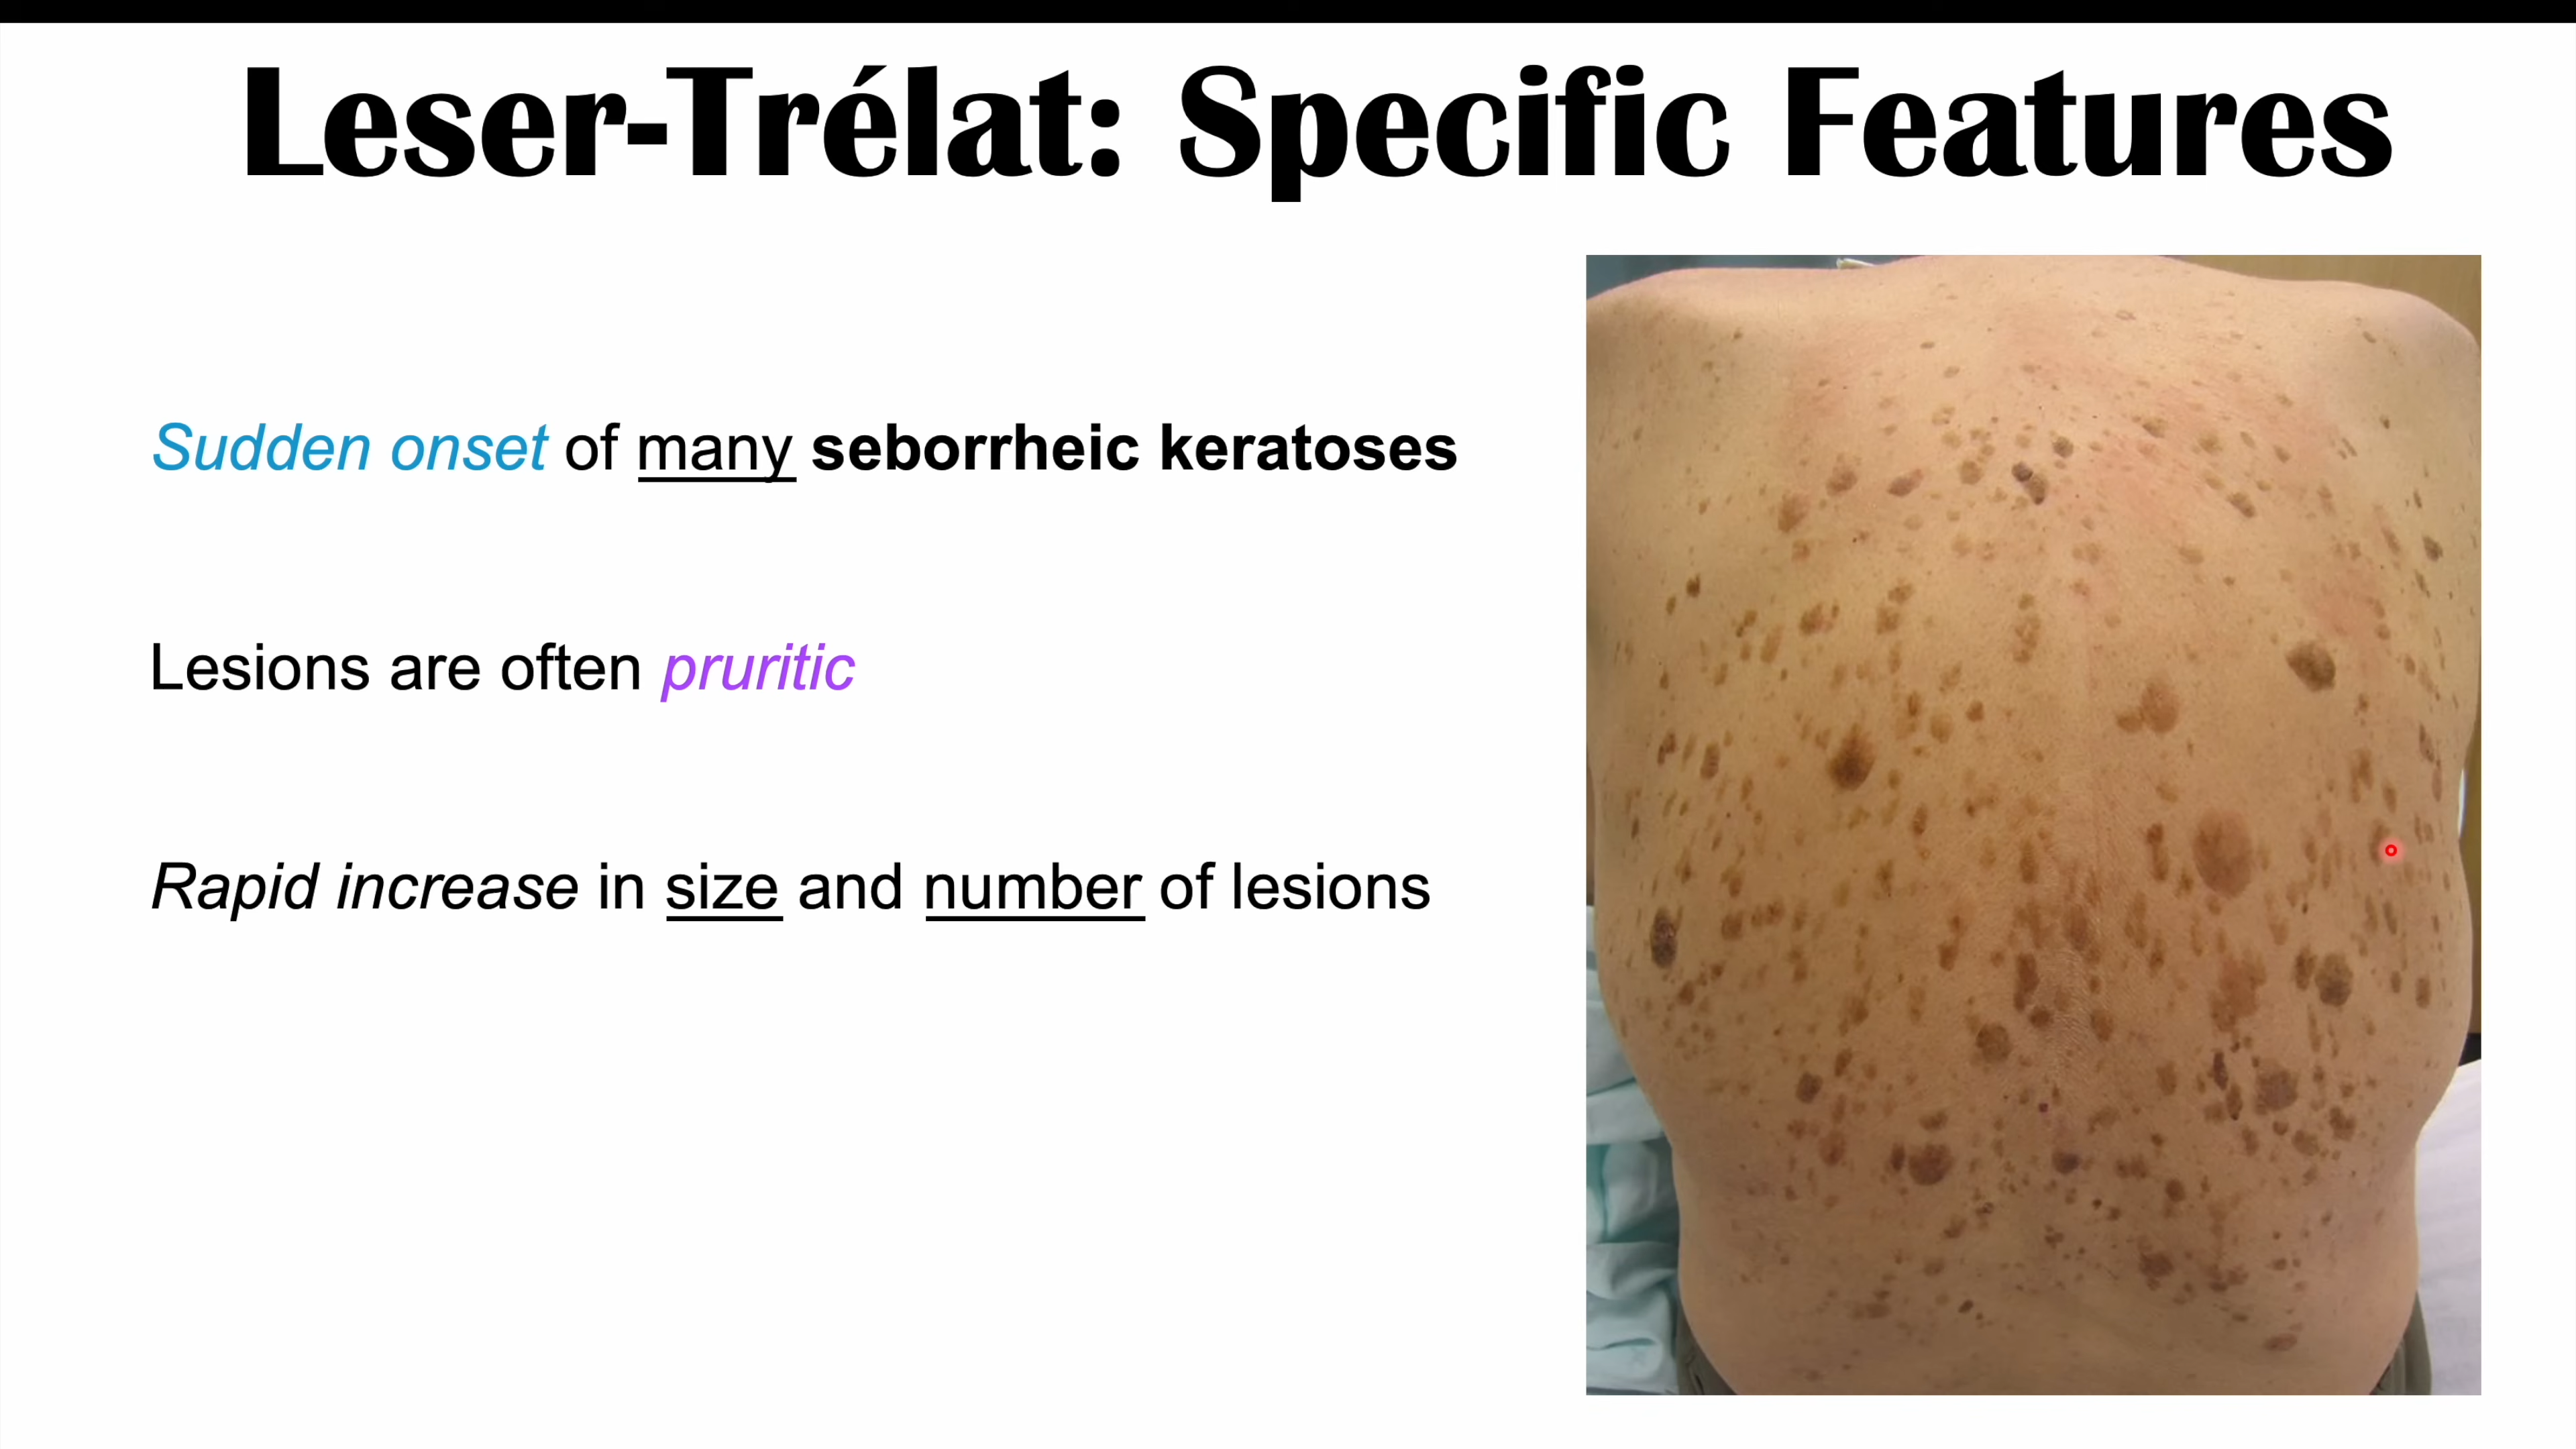 Leser-Trélat: Specific Features
Sudden onset of many seborrheic keratoses
Lesions are often pruritic
Rapid increase in size and number of lesions